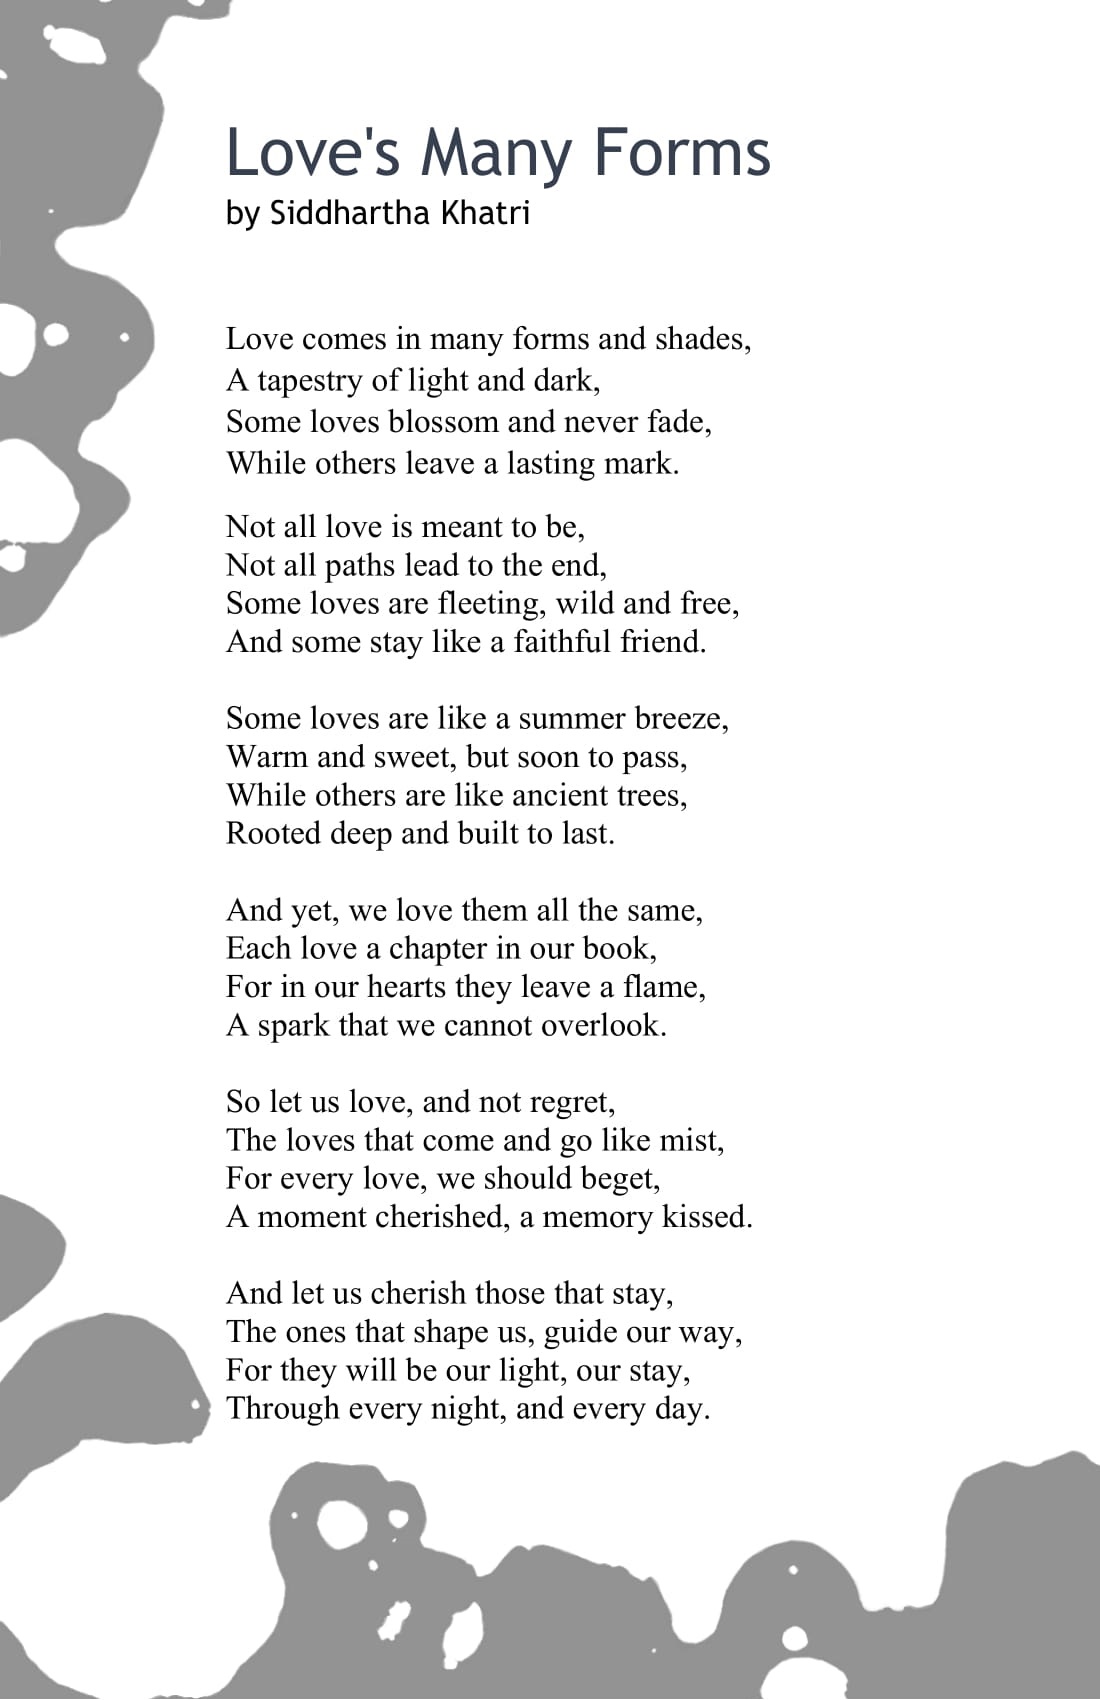 Love's Many Forms
by Siddhartha Khatri
Love comes in many forms and shades,
A tapestry of light and dark,
Some loves blossom and never fade,
While others leave a lasting mark.
Not all love is meant to be,
Not all paths lead to the end,
Some loves are fleeting, wild and free,
And some stay like a faithful friend.
Some loves are like a summer breeze,
Warm and sweet, but soon to pass,
While others are like ancient trees,
Rooted deep and built to last.
And yet, we love them all the same,
Each love a chapter in our book,
For in our hearts they leave a flame,
A spark that we cannot overlook.
So let us love, and not regret,
The loves that come and go like mist,
For every love, we should beget,
A moment cherished, a memory kissed.
And let us cherish those that stay,
The ones that shape us, guide our way,
For they will be our light, our stay,
Through every night, and every day.